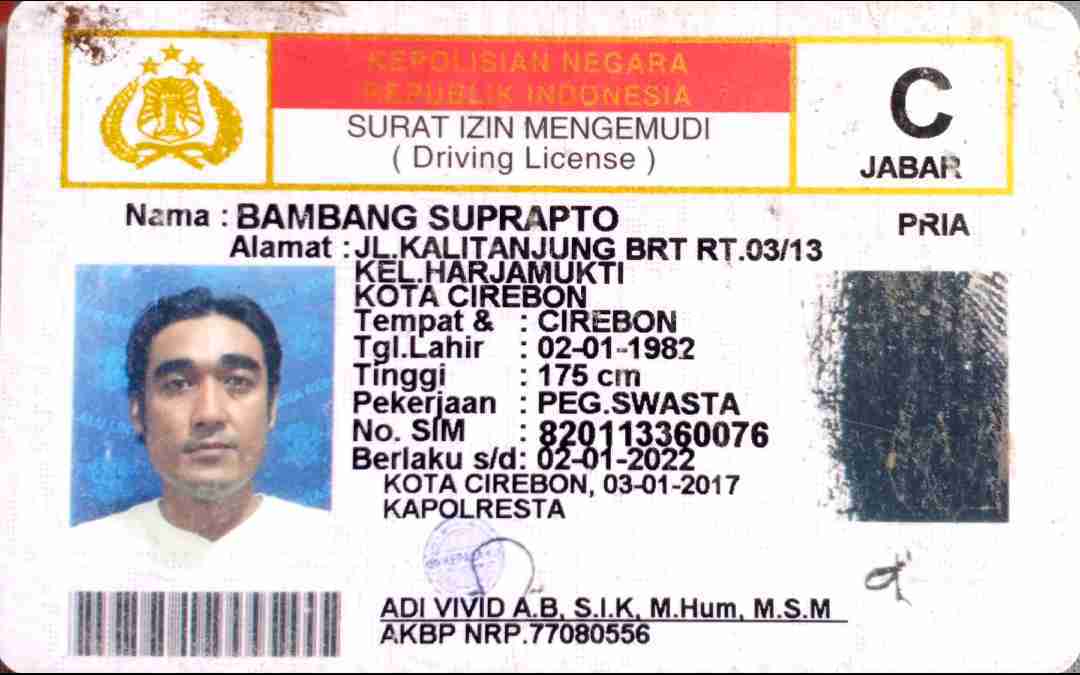 KEPOLISIAN NEGARA
REPUBLIK INDONESIA
SURAT IZIN MENGEMUDI
( Driving License )
C
JABAR
Nama : BAMBANG SUPRAPTO
PRIA
Alamat : JL.KALITANJUNG BRT RT.03/13
KEL.HARJAMUKTI
KOTA CIREBON
Tempat & : CIREBON
Tgl.Lahir : 02-01-1982
Tinggi : 175 cm
Pekerjaan : PEG.SWASTA
No. SIM : 820113360076
Berlaku s/d: 02-01-2022
KOTA CIREBON, 03-01-2017
KAPOLRESTA
ADI VIVID A.B, S.I.K, M.Hum, M.S.M
AKBP NRP.77080556